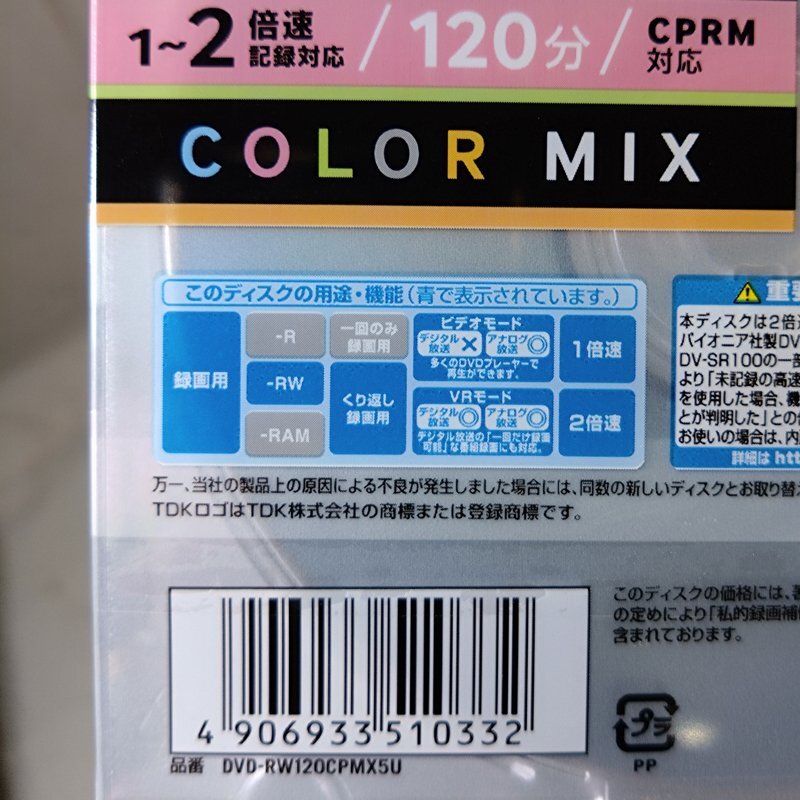 1~2 倍速記録対応 / 120分 / CPRM対応
COLOR MIX
このディスクの用途・機能(青で表示されています。)
録画用
-R
-RW
-RAM
一回のみ
録画用
くり返し
録画用
ビデオモード
デジタル放送× アナログ放送◎
多くのDVDプレーヤーで
再生ができます。
1倍速
VRモード
デジタル放送◎ アナログ放送◎
デジタル放送の「一回だけ録画
可能」な番組録画にも対応。
2倍速
重要
本ディスクは2倍速
パイオニア社製DV
DV-SR100の一部
より「未記録の高速
を使用した場合、機
とが判明した」との
お使いの場合は、内
詳細は htt
万一、当社の製品上の原因による不良が発生しました場合には、同数の新しいディスクとお取り替え
TDKロゴはTDK株式会社の商標または登録商標です。
4 906933 510332
品番 DVD-RW120CPMX5U
このディスクの価格には、
の定めにより「私的録画補
含まれております。
プラ
PP